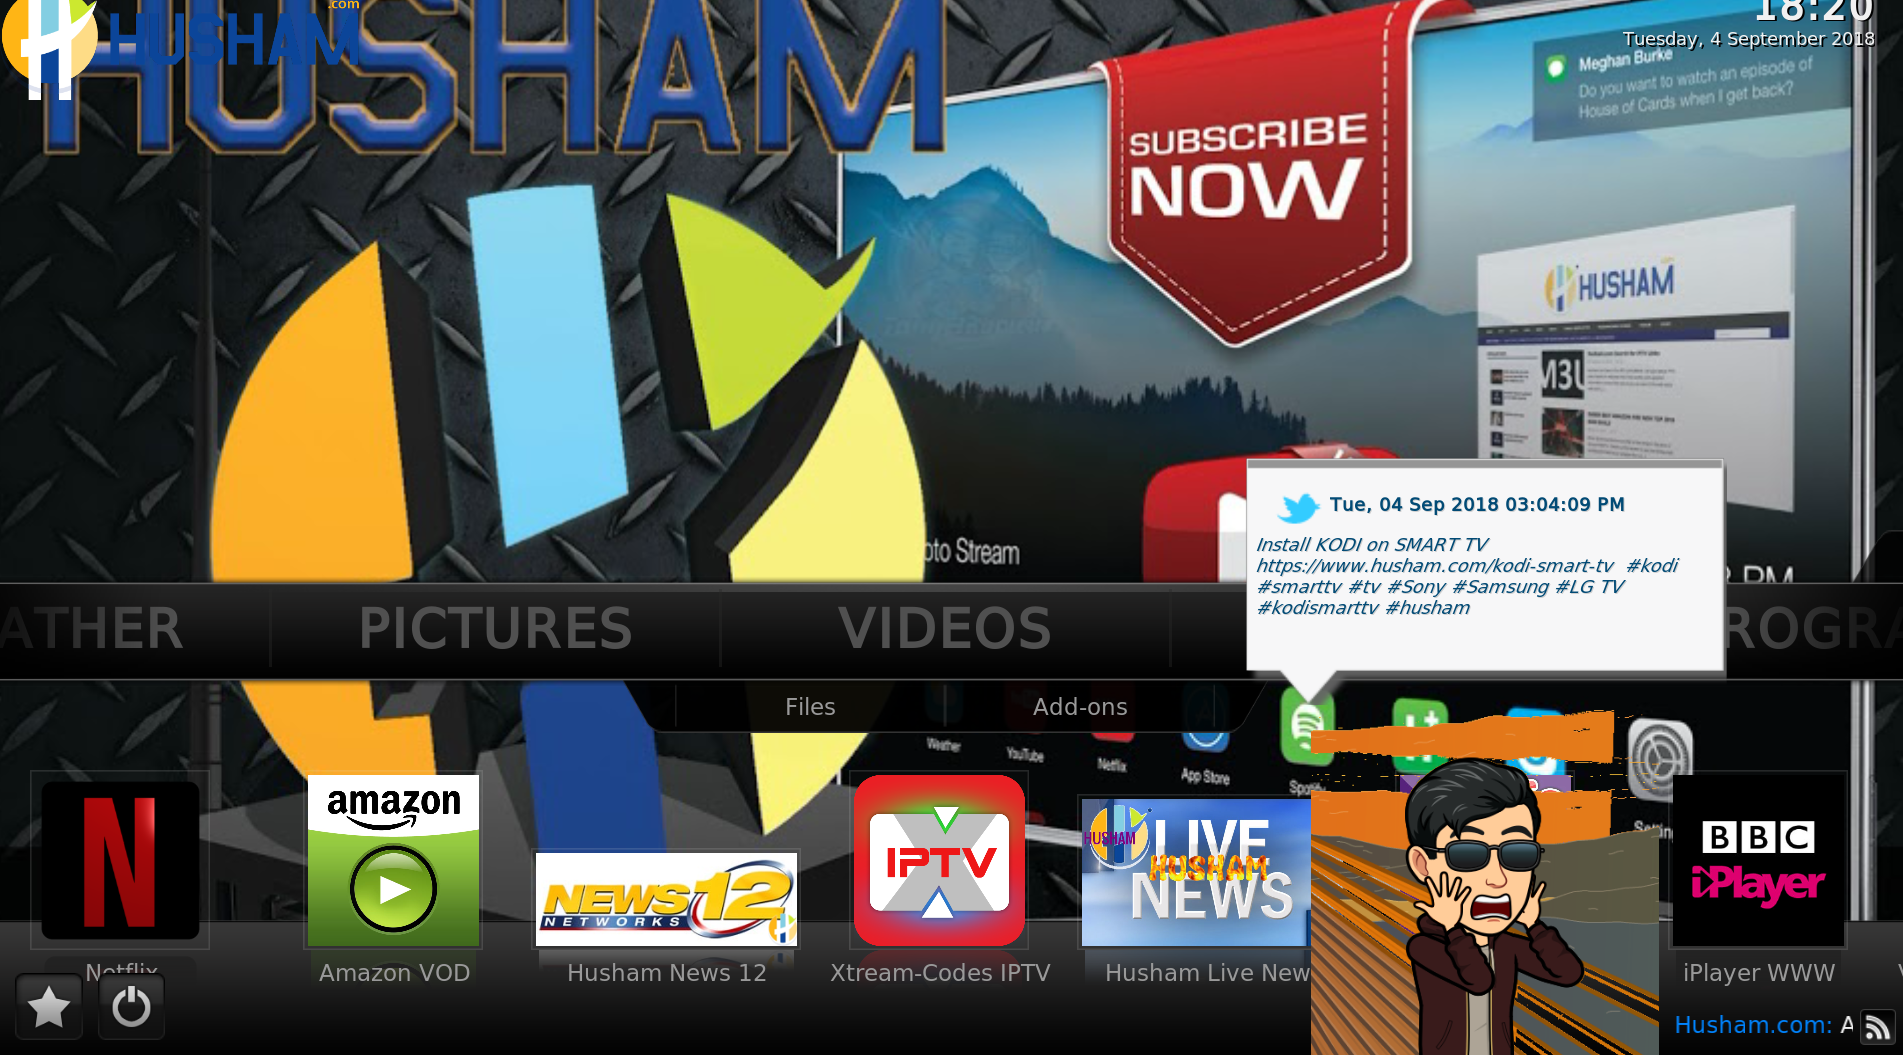 .com
HUSHAM
HUSHAM
18:20
Tuesday, 4 September 2018
Meghan Burke
Do you want to watch an episode of
House of Cards when I get back?
SUBSCRIBE
NOW
HUSHAM
M3U
Tue, 04 Sep 2018 03:04:09 PM
Install KODI on SMART TV
https://www.husham.com/kodi-smart-tv #kodi
#smarttv #tv #Sony #Samsung #LG TV
#kodismarttv #husham
oto Stream
PM
ATHER
PICTURES
VIDEOS
ROGRA
Files
Add-ons
Weather
YouTube
Netflix
App Store
Spotify
N
amazon
NEWS 12
NETWORKS
IPTV
HUSHAM
LIVE
HUSHAM
NEWS
BBC
iPlayer
Netflix
Amazon VOD
Husham News 12
Xtream-Codes IPTV
Husham Live New
iPlayer WWW
Husham.com: A